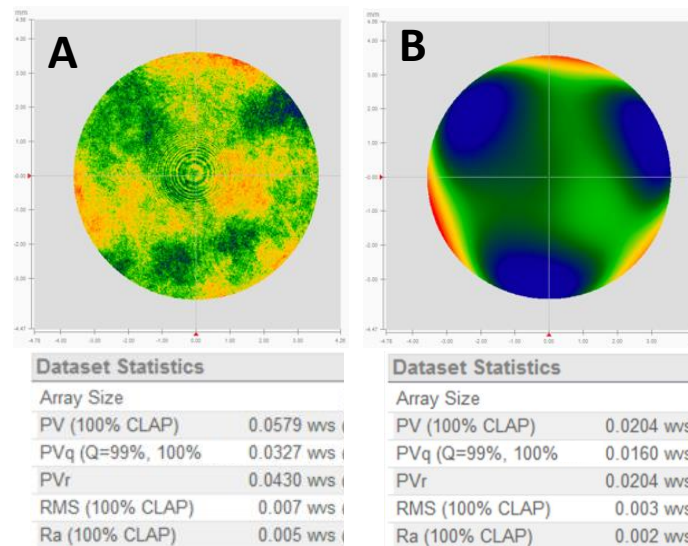 A
B
mm
mm
Dataset Statistics
Array Size
PV (100% CLAP) 0.0579 wvs (
PVq (Q=99%, 100% 0.0327 wvs (
PVr 0.0430 wvs (
RMS (100% CLAP) 0.007 wvs (
Ra (100% CLAP) 0.005 wvs (
Dataset Statistics
Array Size
PV (100% CLAP) 0.0204 wvs
PVq (Q=99%, 100% 0.0160 wvs
PVr 0.0204 wvs
RMS (100% CLAP) 0.003 wvs
Ra (100% CLAP) 0.002 wvs